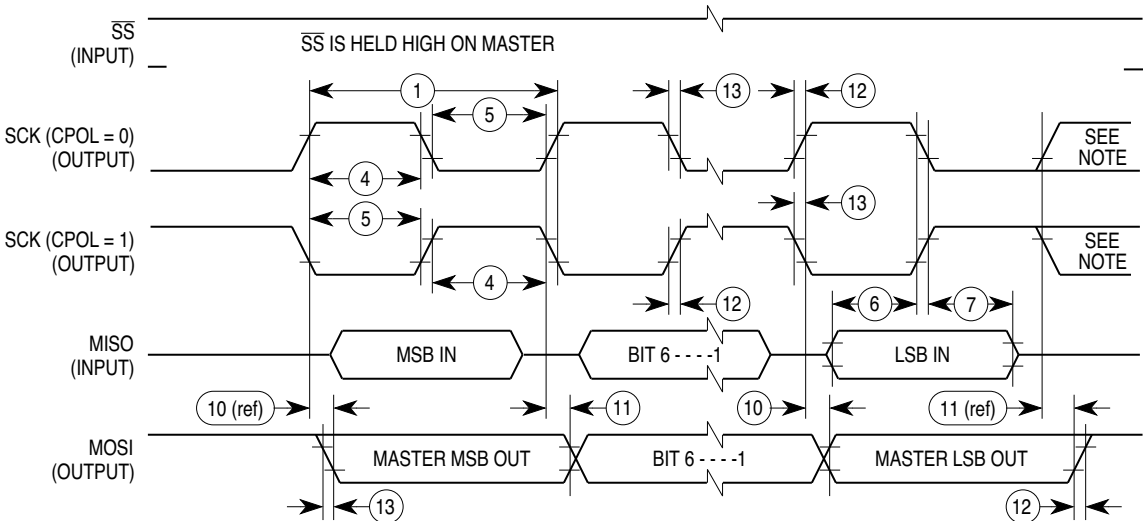 SS
(INPUT)
SS IS HELD HIGH ON MASTER
1
5
13
12
SCK (CPOL = 0)
(OUTPUT)
SEE
NOTE
4
5
13
SCK (CPOL = 1)
(OUTPUT)
SEE
NOTE
4
12
6
7
MISO
(INPUT)
MSB IN
BIT 6 - - - -1
LSB IN
10 (ref)
11
10
11 (ref)
MOSI
(OUTPUT)
MASTER MSB OUT
BIT 6 - - - -1
MASTER LSB OUT
13
12